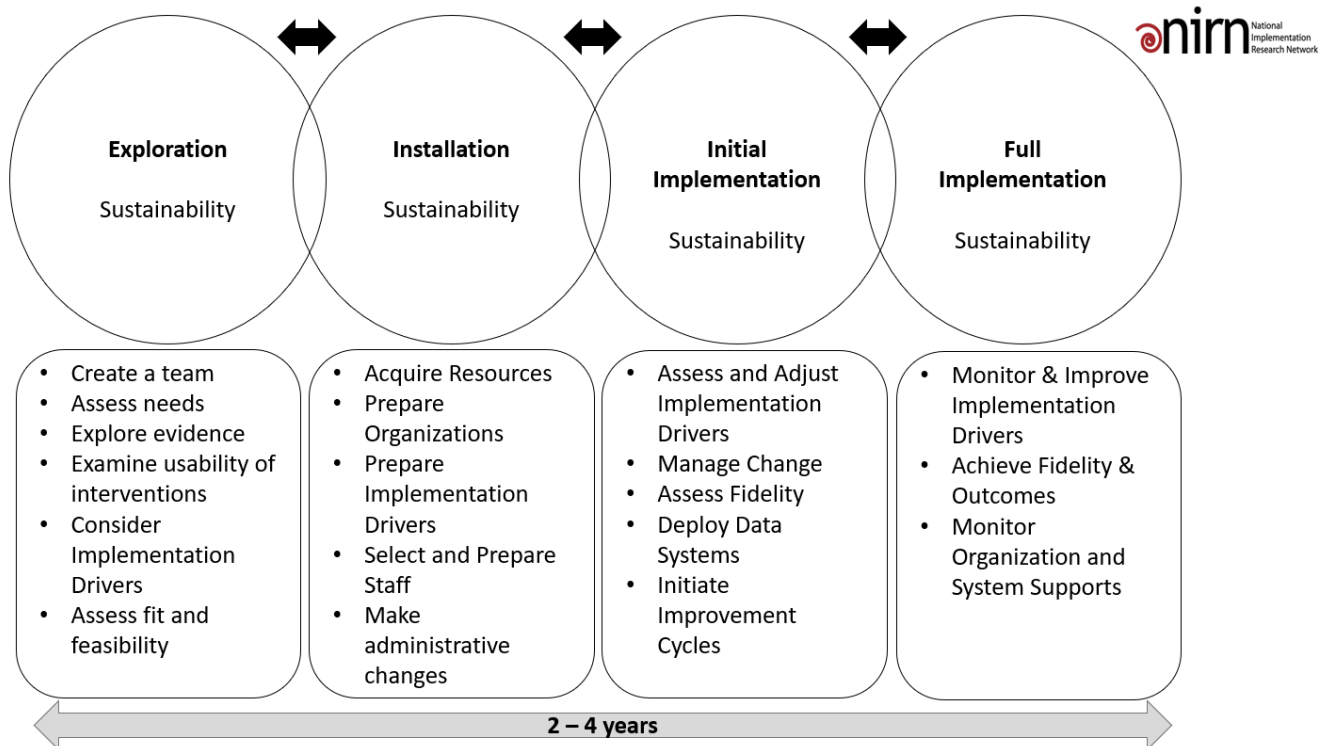 nirn
National
Implementation
Research Network
Exploration
Sustainability
Installation
Sustainability
Initial
Implementation
Sustainability
Full
Implementation
Sustainability
• Create a team
• Assess needs
• Explore evidence
• Examine usability of
interventions
• Consider
Implementation
Drivers
• Assess fit and
feasibility
• Acquire Resources
• Prepare
Organizations
• Prepare
Implementation
Drivers
• Select and Prepare
Staff
• Make
administrative
changes
• Assess and Adjust
Implementation
Drivers
• Manage Change
• Assess Fidelity
• Deploy Data
Systems
• Initiate
Improvement
Cycles
• Monitor & Improve
Implementation
Drivers
• Achieve Fidelity &
Outcomes
• Monitor
Organization and
System Supports
2 – 4 years